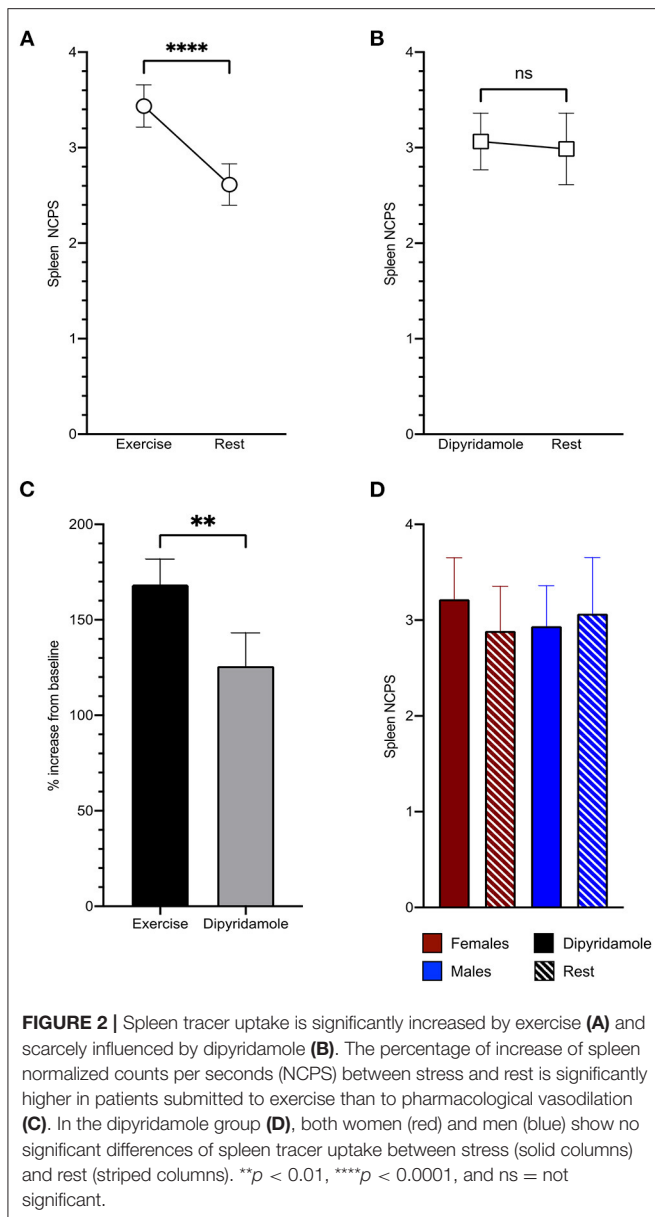 A
****
4
3
2
1
0
Spleen NCPS
Exercise Rest
B
ns
4
3
2
1
0
Spleen NCPS
Dipyridamole Rest
C
**
200
150
100
50
0
% increase from baseline
Exercise Dipyridamole
D
4
3
2
1
0
Spleen NCPS
Females Dipyridamole
Males Rest
FIGURE 2 | Spleen tracer uptake is significantly increased by exercise (A) and
scarcely influenced by dipyridamole (B). The percentage of increase of spleen
normalized counts per seconds (NCPS) between stress and rest is significantly
higher in patients submitted to exercise than to pharmacological vasodilation
(C). In the dipyridamole group (D), both women (red) and men (blue) show no
significant differences of spleen tracer uptake between stress (solid columns)
and rest (striped columns). **p < 0.01, ****p < 0.0001, and ns = not
significant.